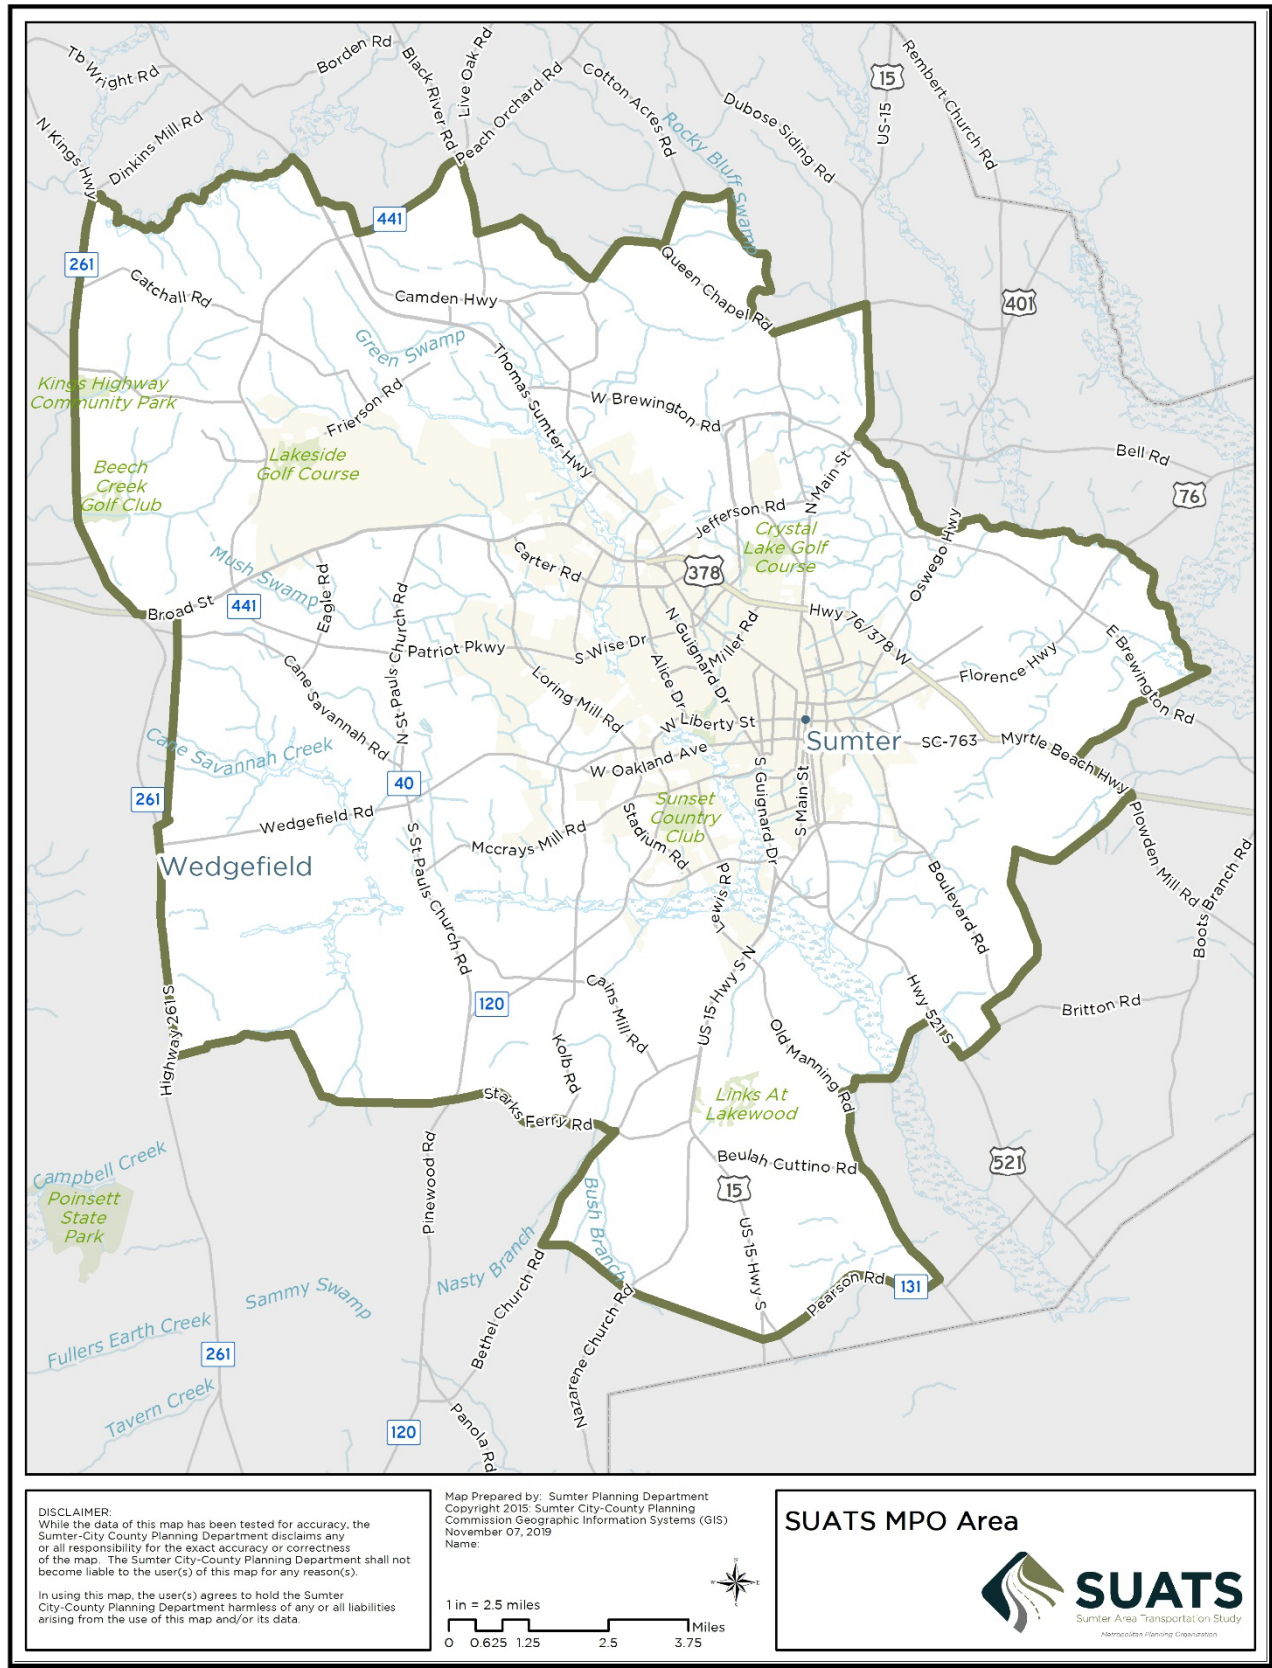 Tb Wright Rd
Borden Rd
Black River Rd
Live Oak Rd
Peach Orchard Rd
Cotton Acres Rd
Dubose Siding Rd
15
US-15
Rembert Church Rd
N Kings Hwy
Dinkins Mill Rd
Rocky Bluff Swamp
441
261
Catchall Rd
Camden Hwy
Queen Chapel Rd
401
Green Swamp
Thomas Sumter Hwy
Kings Highway
Community Park
Frierson Rd
W Brewington Rd
Lakeside
Golf Course
Beech
Creek
Golf Club
N Main St
Bell Rd
76
Jefferson Rd
Crystal
Lake Golf
Course
Oswego Hwy
Mush Swamp
Carter Rd
378
Broad St
441
Eagle Rd
N St Pauls Church Rd
Patriot Pkwy
S Wise Dr
N Guignard Dr
Miller Rd
Hwy 76/378 W
Florence Hwy
E Brewington Rd
Cane Savannah Rd
Loring Mill Rd
Alice Dr
W Liberty St
Sumter
SC-763
Myrtle Beach Hwy
Cane Savannah Creek
W Oakland Ave
S Guignard Dr
S Main St
40
261
Wedgefield Rd
Sunset
Country
Club
Mccrays Mill Rd
Stadium Rd
Wedgefield
S St Pauls Church Rd
Lewis Rd
Boulevard Rd
Plowden Mill Rd
Boots Branch Rd
Highway 261 S
120
Cains Mill Rd
US-15 Hwy S N
Hwy 521 S
Britton Rd
Kolb Rd
Old Manning Rd
Starks Ferry Rd
Links At
Lakewood
Campbell Creek
Poinsett
State
Park
Pinewood Rd
Beulah Cuttino Rd
15
521
Bush Branch
Nasty Branch
US-15 Hwy S
Pearson Rd
131
Sammy Swamp
Fullers Earth Creek
261
Bethel Church Rd
Nazarene Church Rd
Tavern Creek
120
Panola Rd
DISCLAIMER:
While the data of this map has been tested for accuracy, the
Sumter-City County Planning Department disclaims any
or all responsibility for the exact accuracy or correctness
of the map. The Sumter City-County Planning Department shall not
become liable to the user(s) of this map for any reason(s).
In using this map, the user(s) agrees to hold the Sumter
City-County Planning Department harmless of any or all liabilities
arising from the use of this map and/or its data.
Map Prepared by: Sumter Planning Department
Copyright 2015: Sumter City-County Planning
Commission Geographic Information Systems (GIS)
November 07, 2019
Name:
N
W E
S
1 in = 2.5 miles
Miles
0 0.625 1.25 2.5 3.75
SUATS MPO Area
SUATS
Sumter Area Transportation Study
Metropolitan Planning Organization